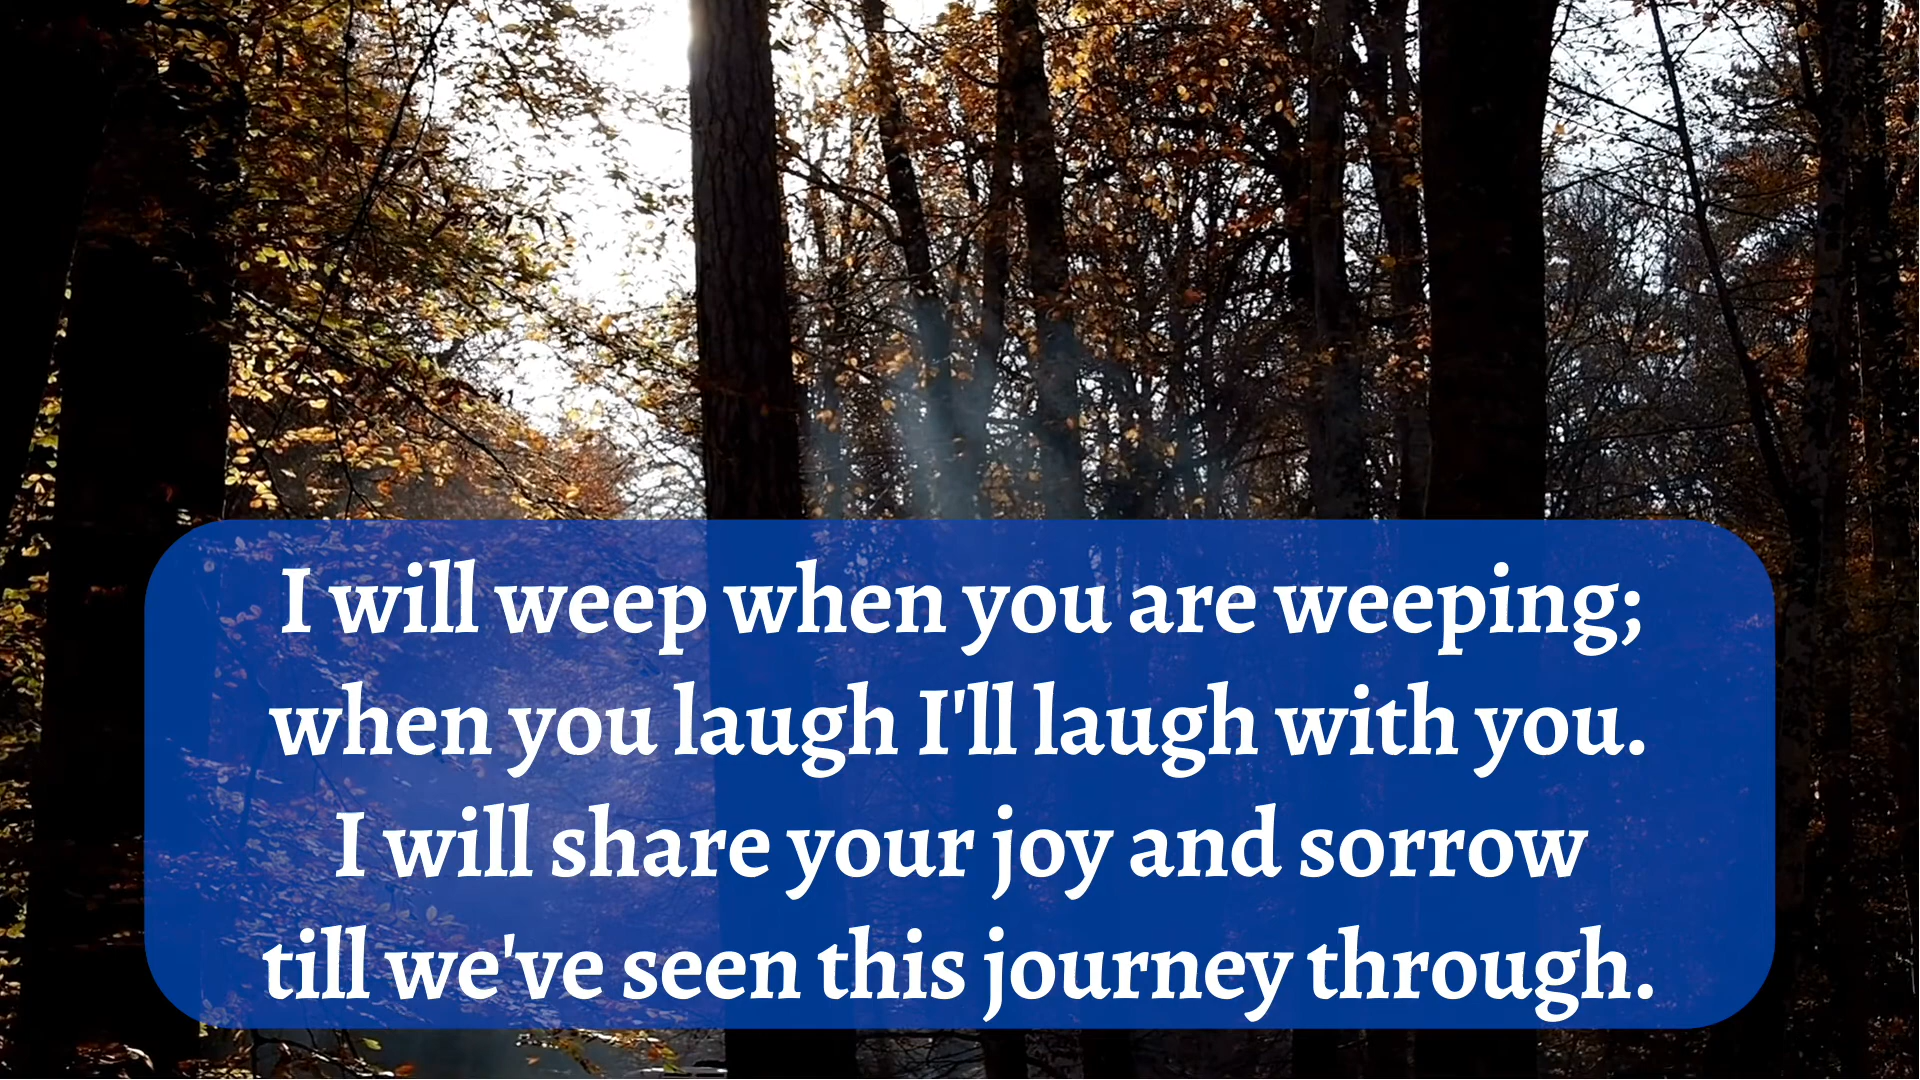 I will weep when you are weeping;
when you laugh I'll laugh with you.
I will share your joy and sorrow
till we've seen this journey through.